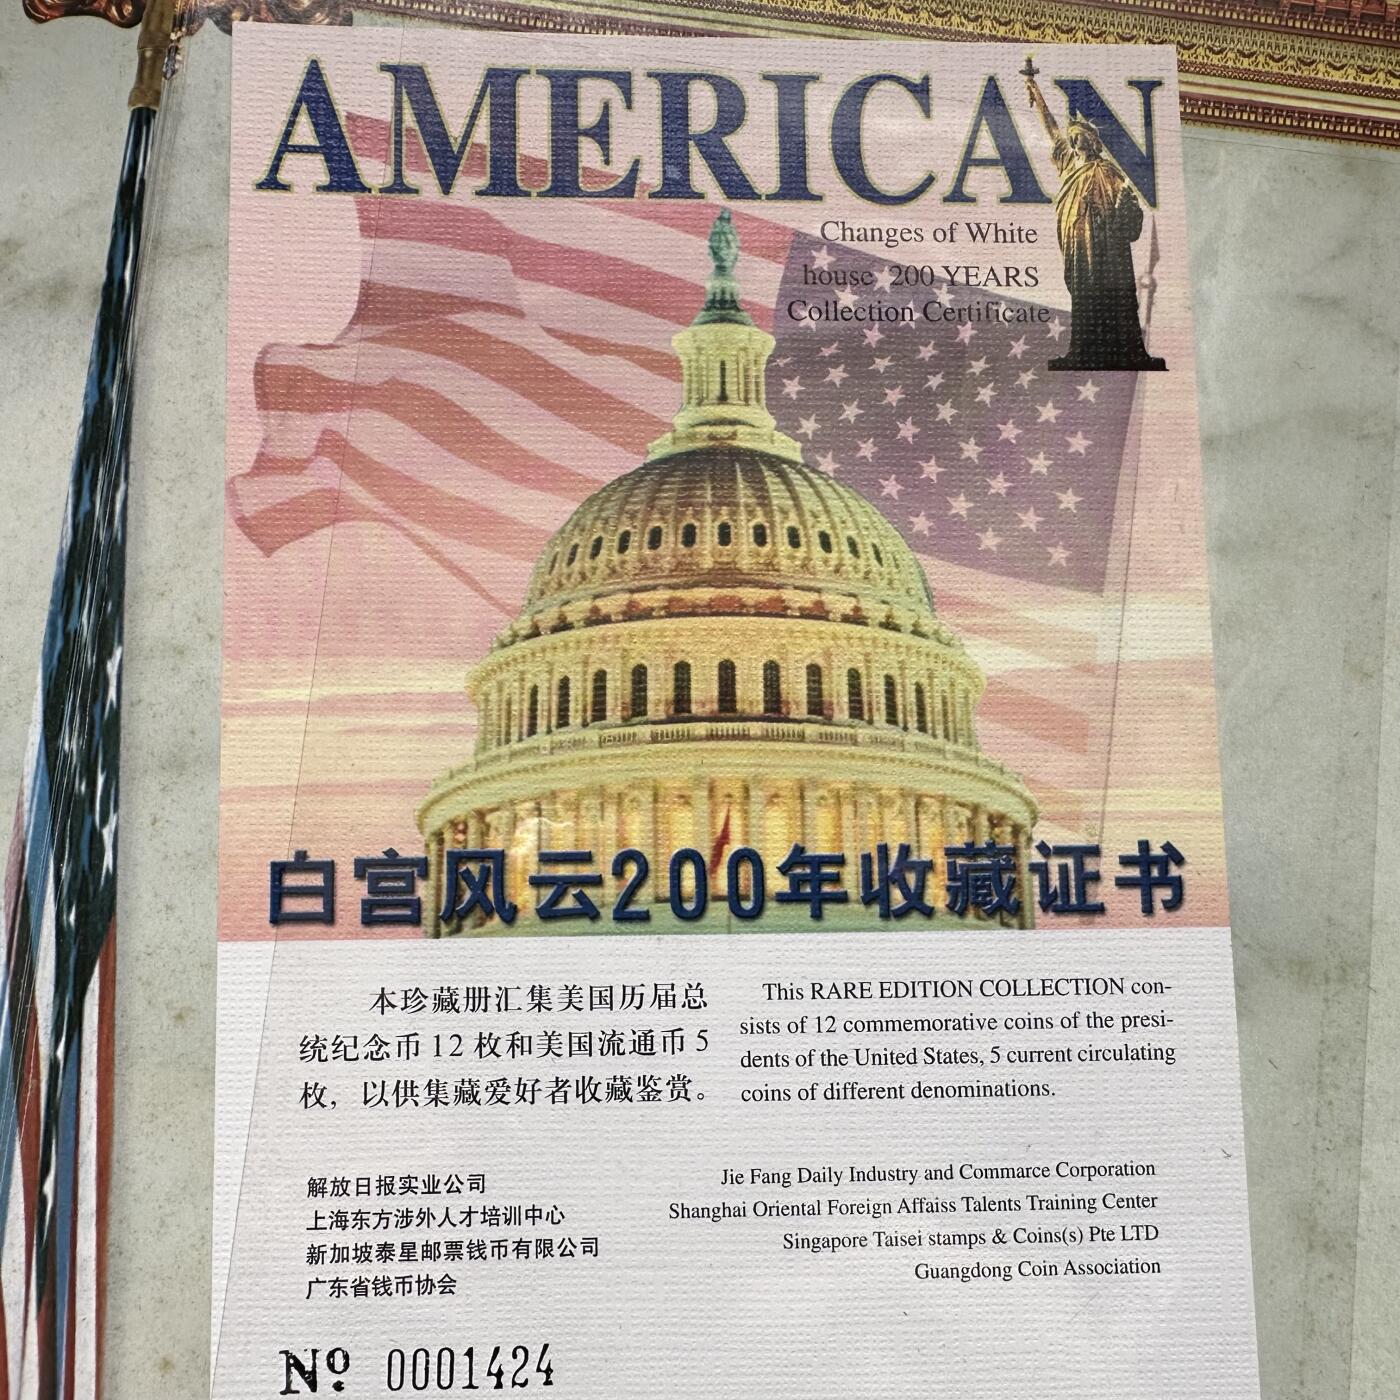 AMERICAN
Changes of White
house 200 YEARS
Collection Certificate
白宫风云200年收藏证书
本珍藏册汇集美国历届总
统纪念币 12 枚和美国流通币 5
枚，以供集藏爱好者收藏鉴赏。
This RARE EDITION COLLECTION con-
sists of 12 commemorative coins of the presi-
dents of the United States, 5 current circulating
coins of different denominations.
解放日报实业公司
上海东方涉外人才培训中心
新加坡泰星邮票钱币有限公司
广东省钱币协会
Jie Fang Daily Industry and Commarce Corporation
Shanghai Oriental Foreign Affaiss Talents Training Center
Singapore Taisei stamps & Coins(s) Pte LTD
Guangdong Coin Association
Nº 0001424